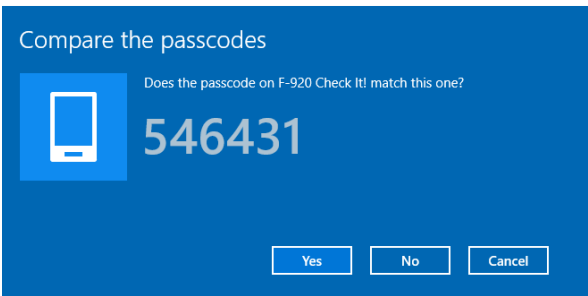 Compare the passcodes
Does the passcode on F-920 Check It! match this one?
546431
Yes No Cancel